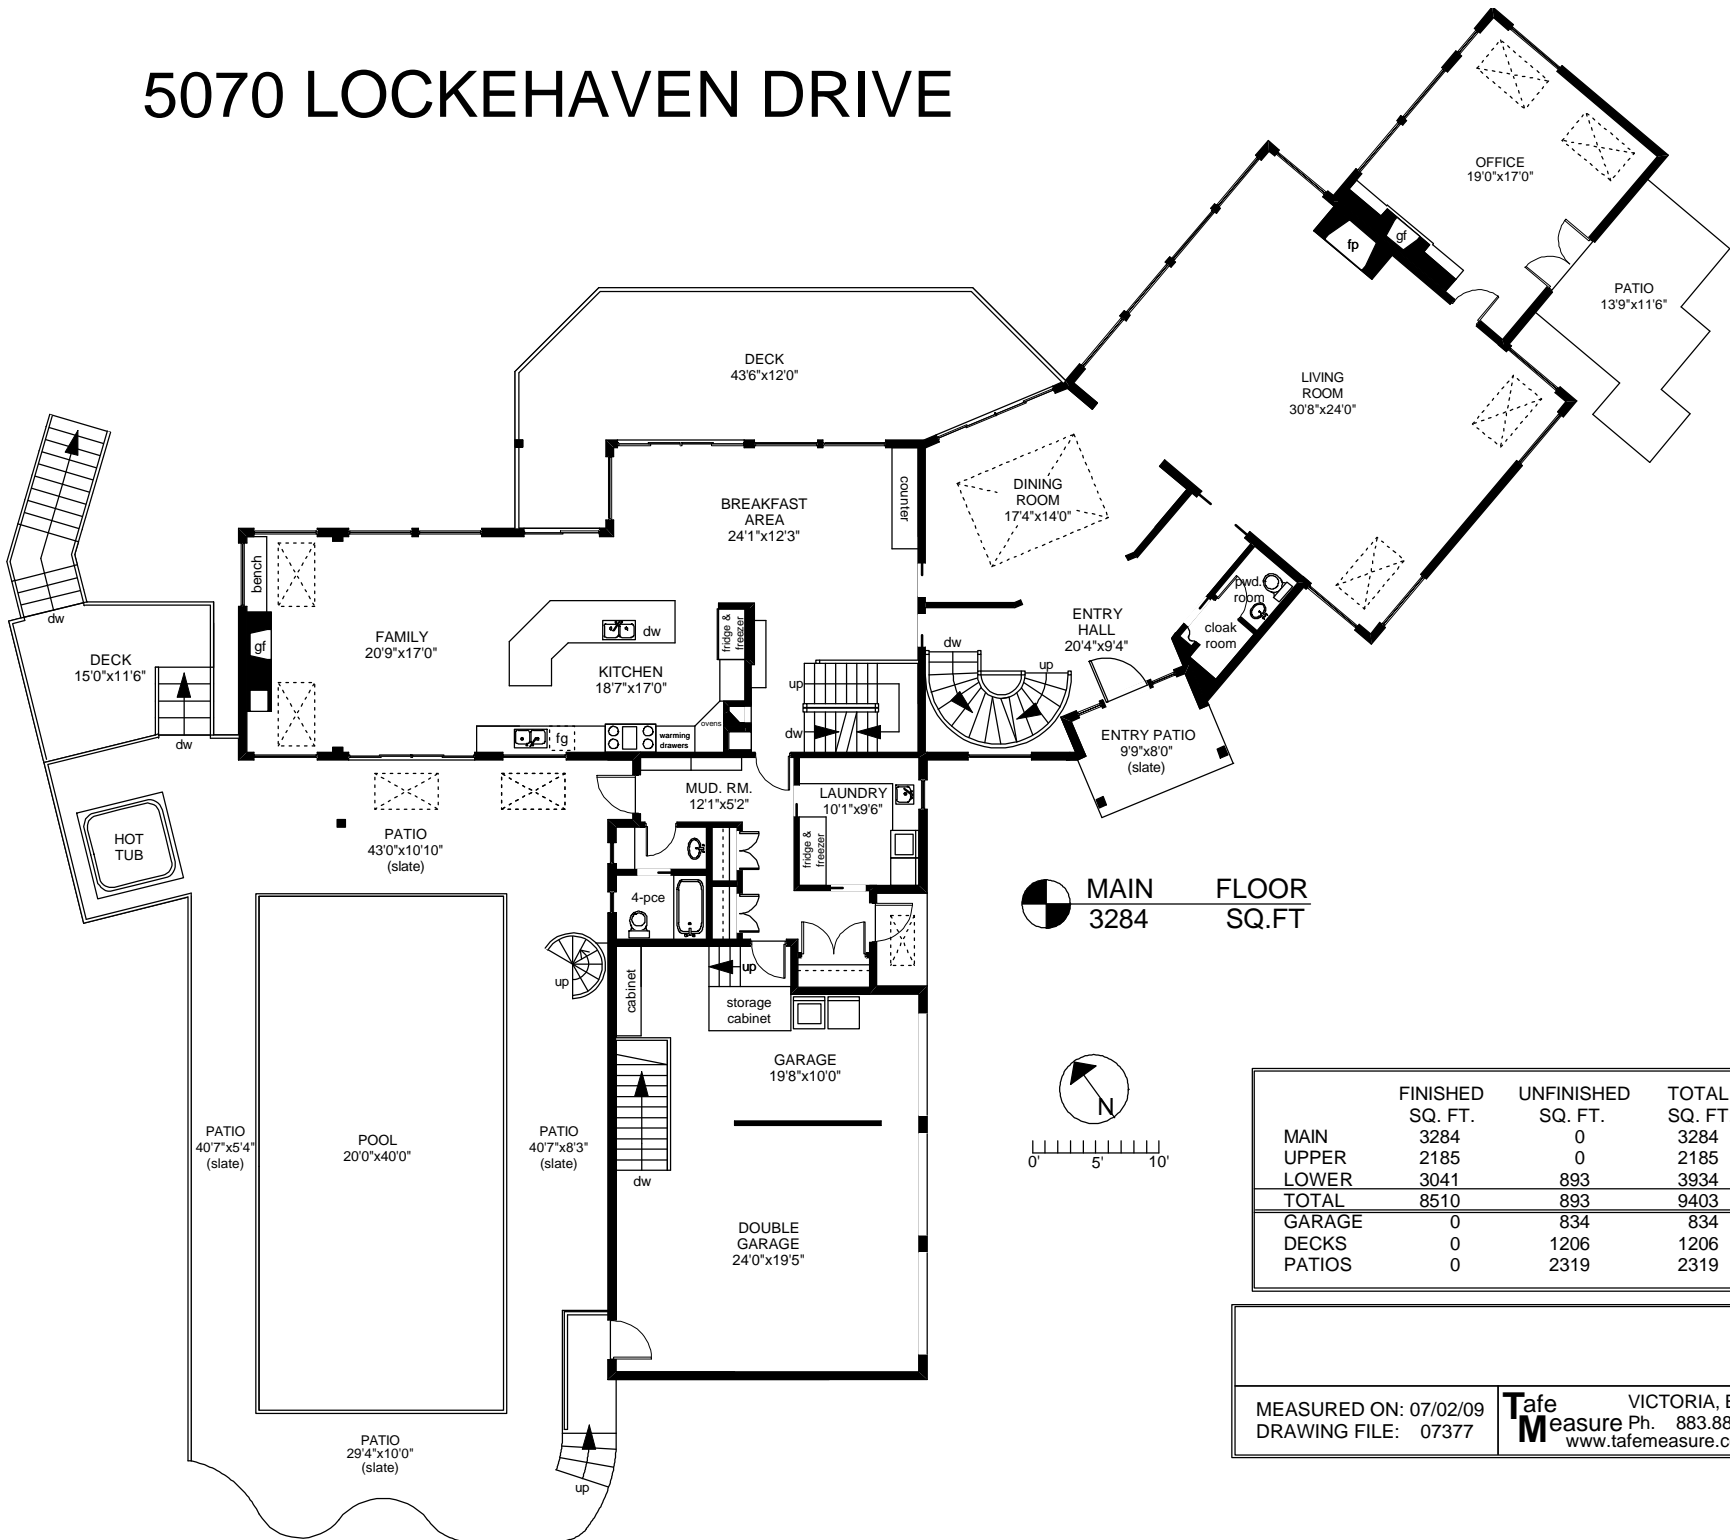 5070 LOCKEHAVEN DRIVE
OFFICE
19'0"x17'0"
fp
gf
PATIO
13'9"x11'6"
LIVING
ROOM
30'8"x24'0"
DECK
43'6"x12'0"
DINING
ROOM
17'4"x14'0"
counter
BREAKFAST
AREA
24'1"x12'3"
bench
dw
FAMILY
20'9"x17'0"
gf
DECK
15'0"x11'6"
dw
dw
KITCHEN
18'7"x17'0"
fridge &
freezer
ovens
fg
warming
drawers
up
dw
dw
up
ENTRY
HALL
20'4"x9'4"
pwd.
room
cloak
room
ENTRY PATIO
9'9"x8'0"
(slate)
MUD. RM.
12'1"x5'2"
LAUNDRY
10'1"x9'6"
fridge &
freezer
HOT
TUB
PATIO
43'0"x10'10"
(slate)
4-pce
MAIN FLOOR
3284 SQ.FT
up
cabinet
up
storage
cabinet
GARAGE
19'8"x10'0"
N
0' 5' 10'
PATIO
40'7"x5'4"
(slate)
POOL
20'0"x40'0"
PATIO
40'7"x8'3"
(slate)
dw
DOUBLE
GARAGE
24'0"x19'5"
PATIO
29'4"x10'0"
(slate)
up
FINISHED UNFINISHED TOTAL
SQ. FT. SQ. FT. SQ. FT
MAIN 3284 0 3284
UPPER 2185 0 2185
LOWER 3041 893 3934
TOTAL 8510 893 9403
GARAGE 0 834 834
DECKS 0 1206 1206
PATIOS 0 2319 2319
MEASURED ON: 07/02/09
DRAWING FILE: 07377
Tafe
Measure
VICTORIA,
Ph. 883.88
www.tafemeasure.c